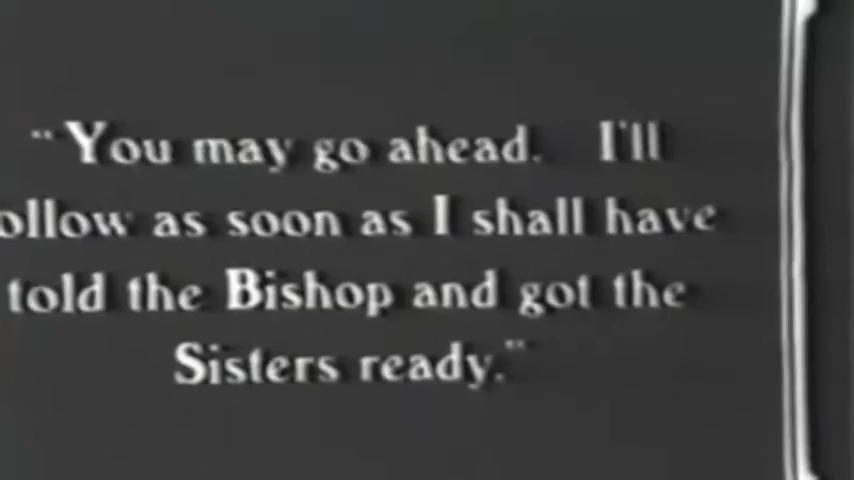 "You may go ahead. I'll
ollow as soon as I shall have
told the Bishop and got the
Sisters ready."